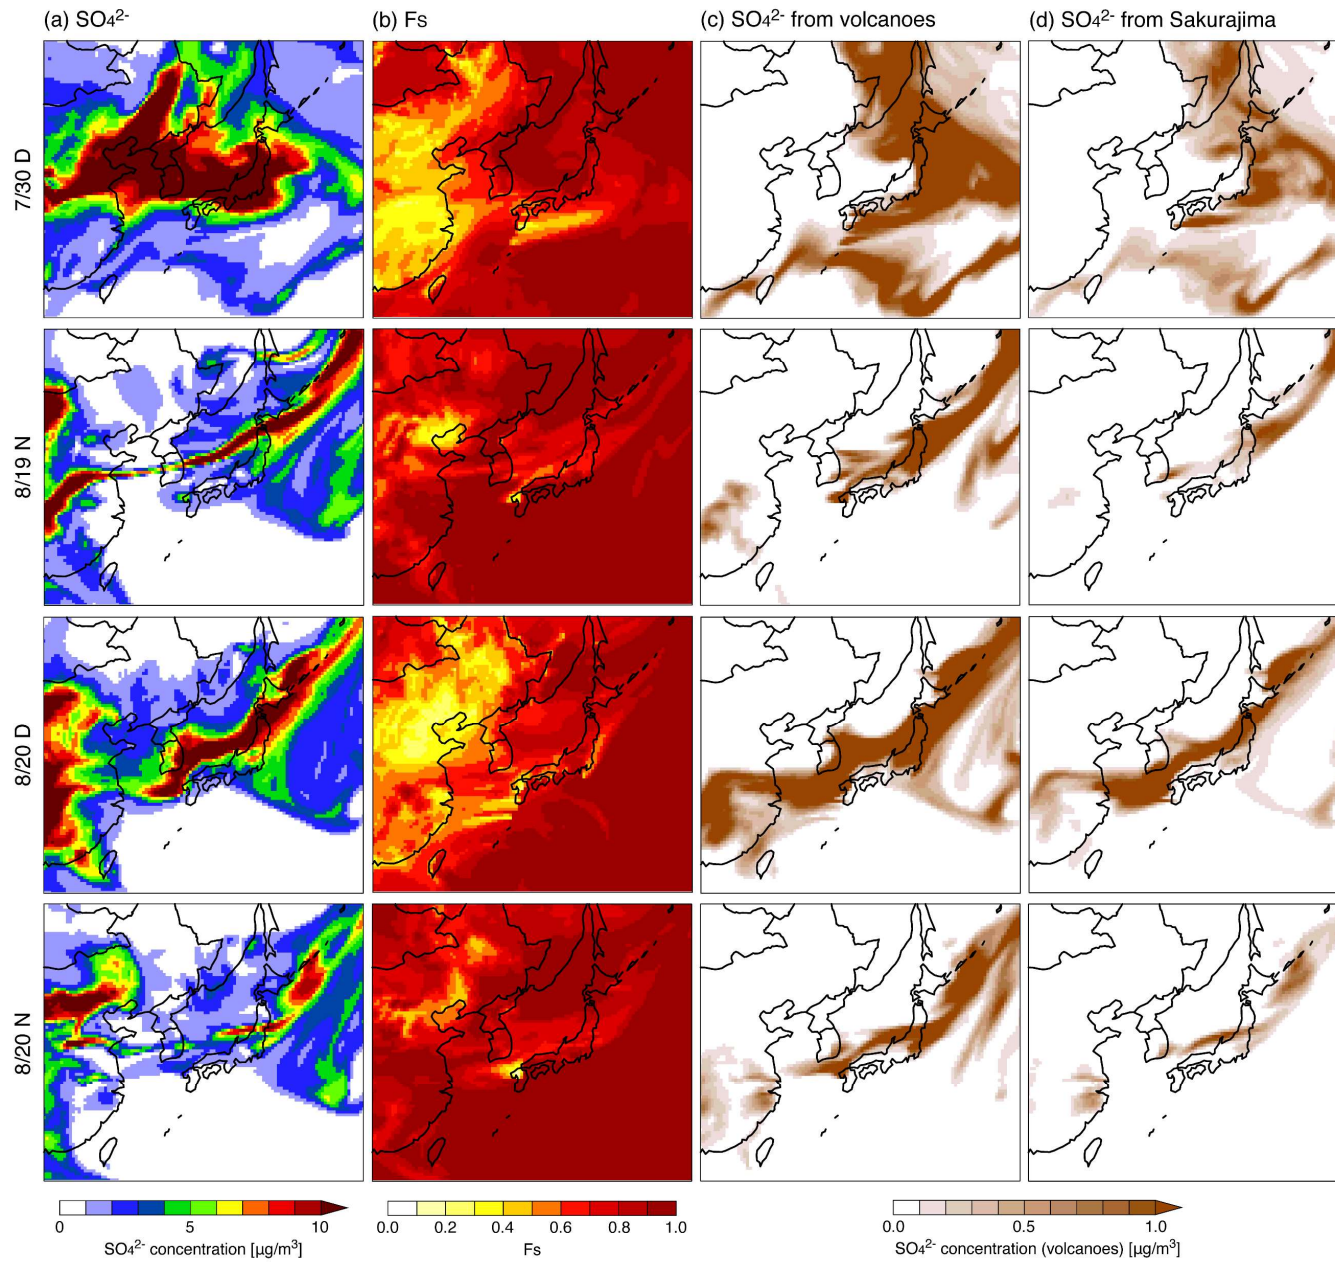 (a) SO₄²⁻
(b) Fs
(c) SO₄²⁻ from volcanoes
(d) SO₄²⁻ from Sakurajima
7/30 D
8/19 N
8/20 D
8/20 N
0 5 10
SO₄²⁻ concentration [µg/m³]
0.0 0.2 0.4 0.6 0.8 1.0
Fs
0.0 0.5 1.0
SO₄²⁻ concentration (volcanoes) [µg/m³]